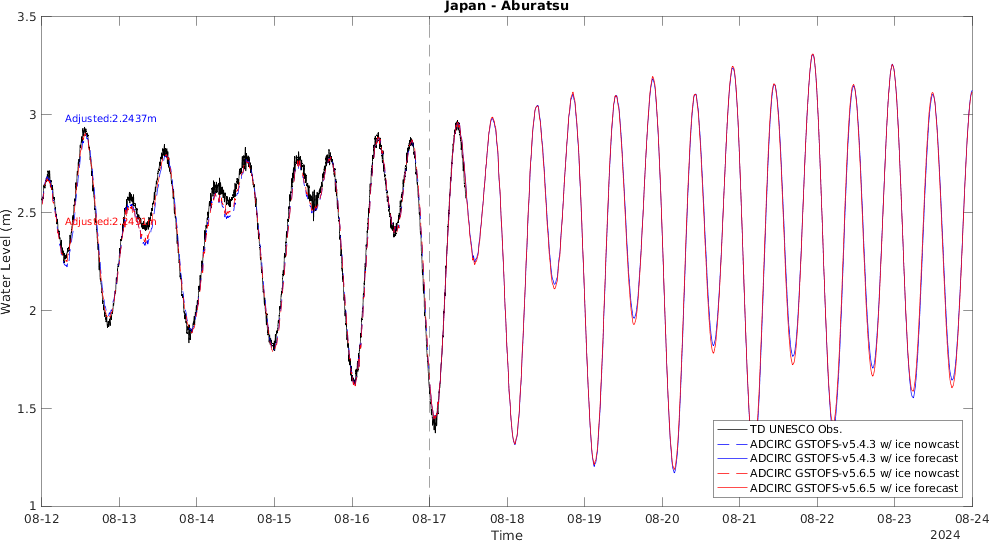 Japan - Aburatsu
3.5
3
2.5
2
1.5
1
Water Level (m)
Adjusted:2.2437m
TD UNESCO Obs.
ADCIRC GSTOFS-v5.4.3 w/ ice nowcast
ADCIRC GSTOFS-v5.4.3 w/ ice forecast
ADCIRC GSTOFS-v5.6.5 w/ ice nowcast
ADCIRC GSTOFS-v5.6.5 w/ ice forecast
08-12 08-13 08-14 08-15 08-16 08-17 08-18 08-19 08-20 08-21 08-22 08-23 08-24
Time
2024